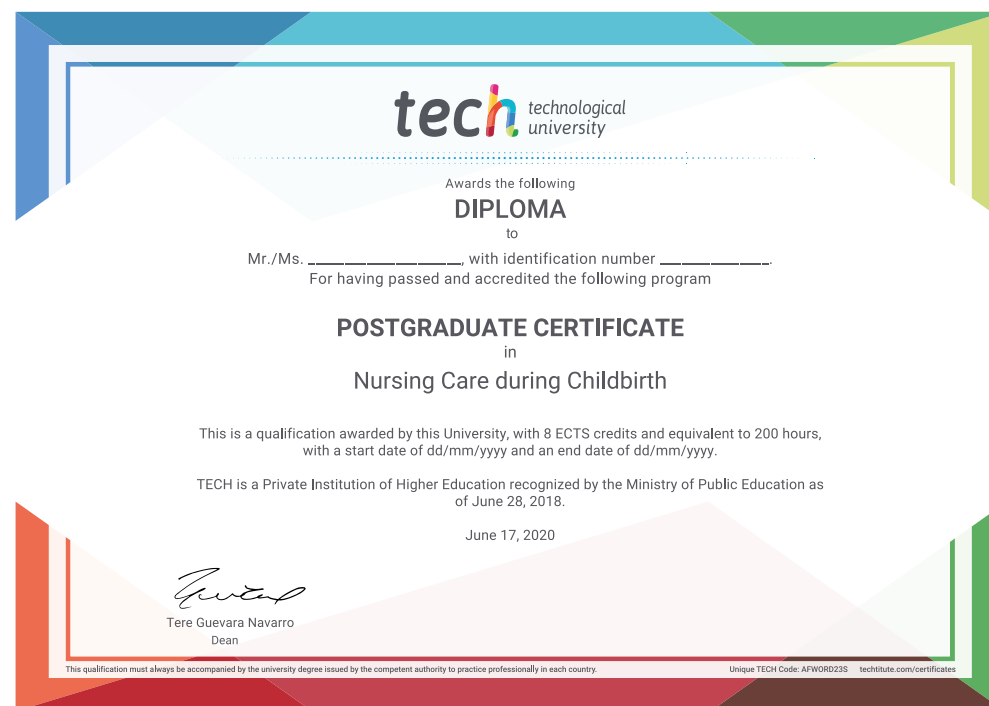 tech technological
university
Awards the following
DIPLOMA
to
Mr./Ms. ____________________, with identification number ______________.
For having passed and accredited the following program
POSTGRADUATE CERTIFICATE
in
Nursing Care during Childbirth
This is a qualification awarded by this University, with 8 ECTS credits and equivalent to 200 hours,
with a start date of dd/mm/yyyy and an end date of dd/mm/yyyy.
TECH is a Private Institution of Higher Education recognized by the Ministry of Public Education as
of June 28, 2018.
June 17, 2020
Tere Guevara Navarro
Dean
This qualification must always be accompanied by the university degree issued by the competent authority to practice professionally in each country.
Unique TECH Code: AFWORD23S techtitute.com/certificates